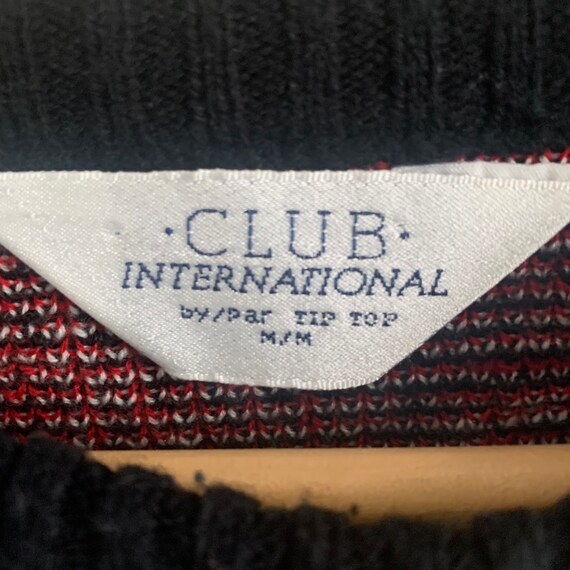 ·CLUB·
INTERNATIONAL
by/Par TIP TOP
M/M